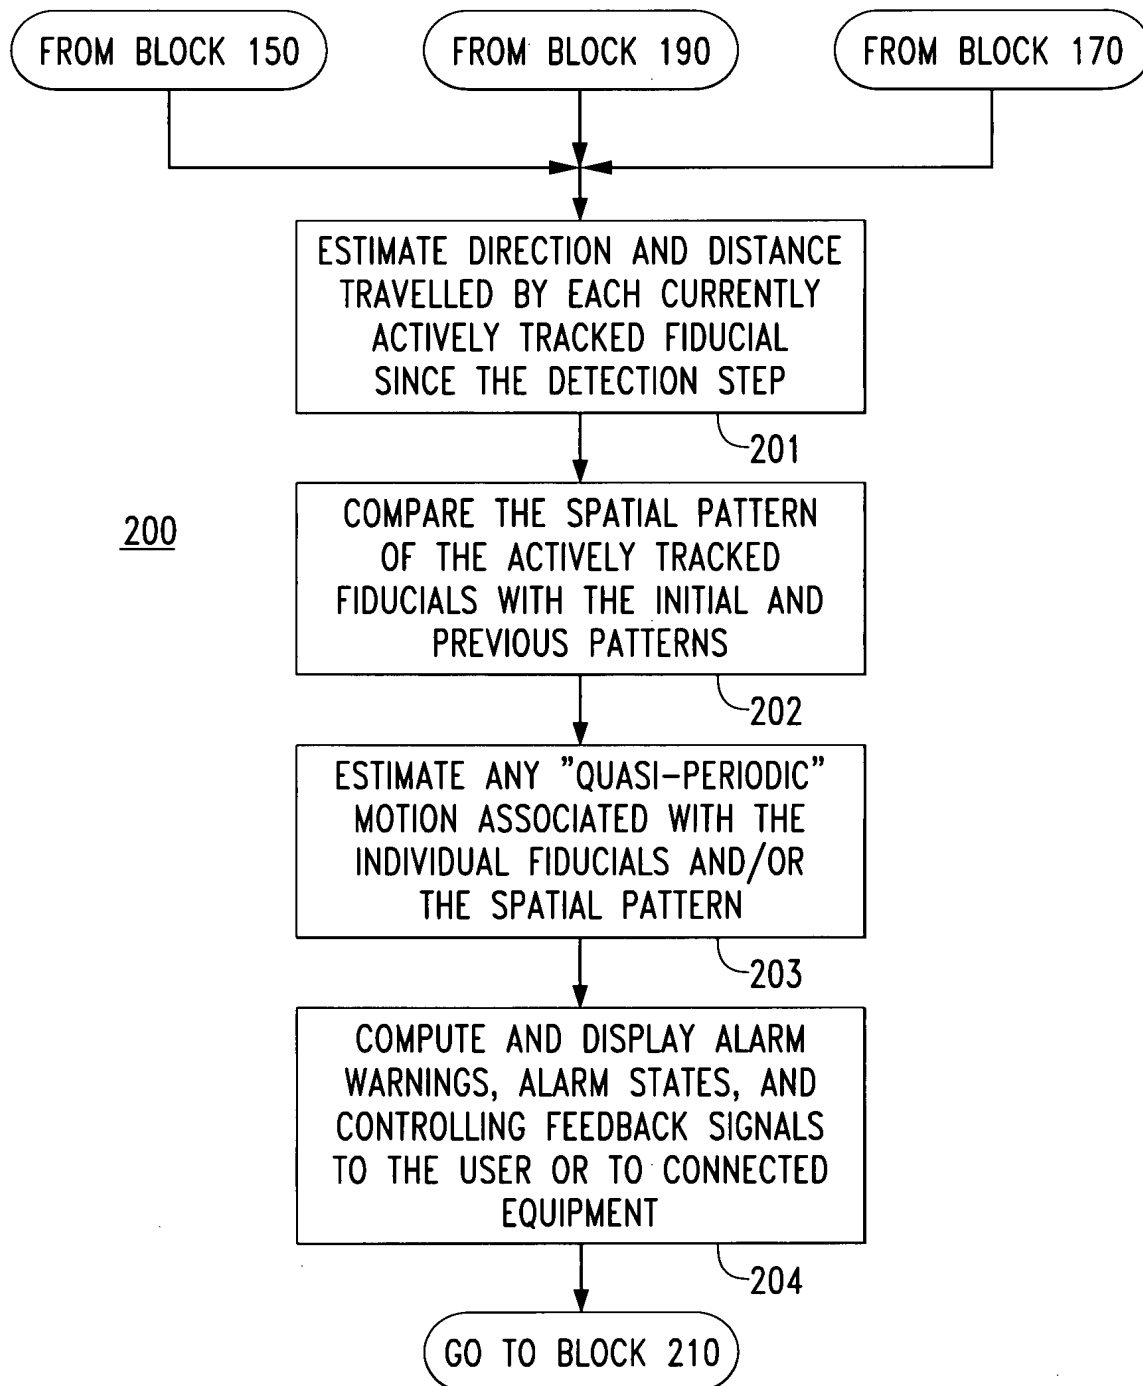 FROM BLOCK 150
FROM BLOCK 190
FROM BLOCK 170
ESTIMATE DIRECTION AND DISTANCE
TRAVELLED BY EACH CURRENTLY
ACTIVELY TRACKED FIDUCIAL
SINCE THE DETECTION STEP
201
200
COMPARE THE SPATIAL PATTERN
OF THE ACTIVELY TRACKED
FIDUCIALS WITH THE INITIAL AND
PREVIOUS PATTERNS
202
ESTIMATE ANY "QUASI-PERIODIC"
MOTION ASSOCIATED WITH THE
INDIVIDUAL FIDUCIALS AND/OR
THE SPATIAL PATTERN
203
COMPUTE AND DISPLAY ALARM
WARNINGS, ALARM STATES, AND
CONTROLLING FEEDBACK SIGNALS
TO THE USER OR TO CONNECTED
EQUIPMENT
204
GO TO BLOCK 210